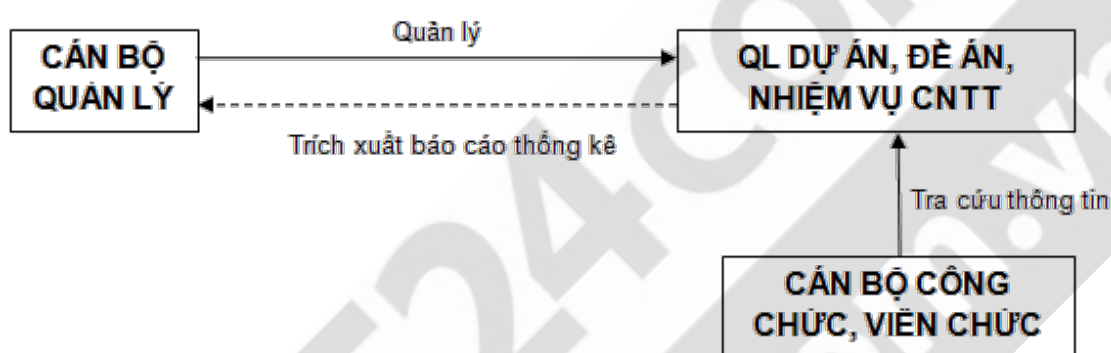 Quản lý
CÁN BỘ
QUẢN LÝ
QL DỰ ÁN, ĐỀ ÁN,
NHIỆM VỤ CNTT
Trích xuất báo cáo thống kê
Tra cứu thông tin
CÁN BỘ CÔNG
CHỨC, VIÊN CHỨC